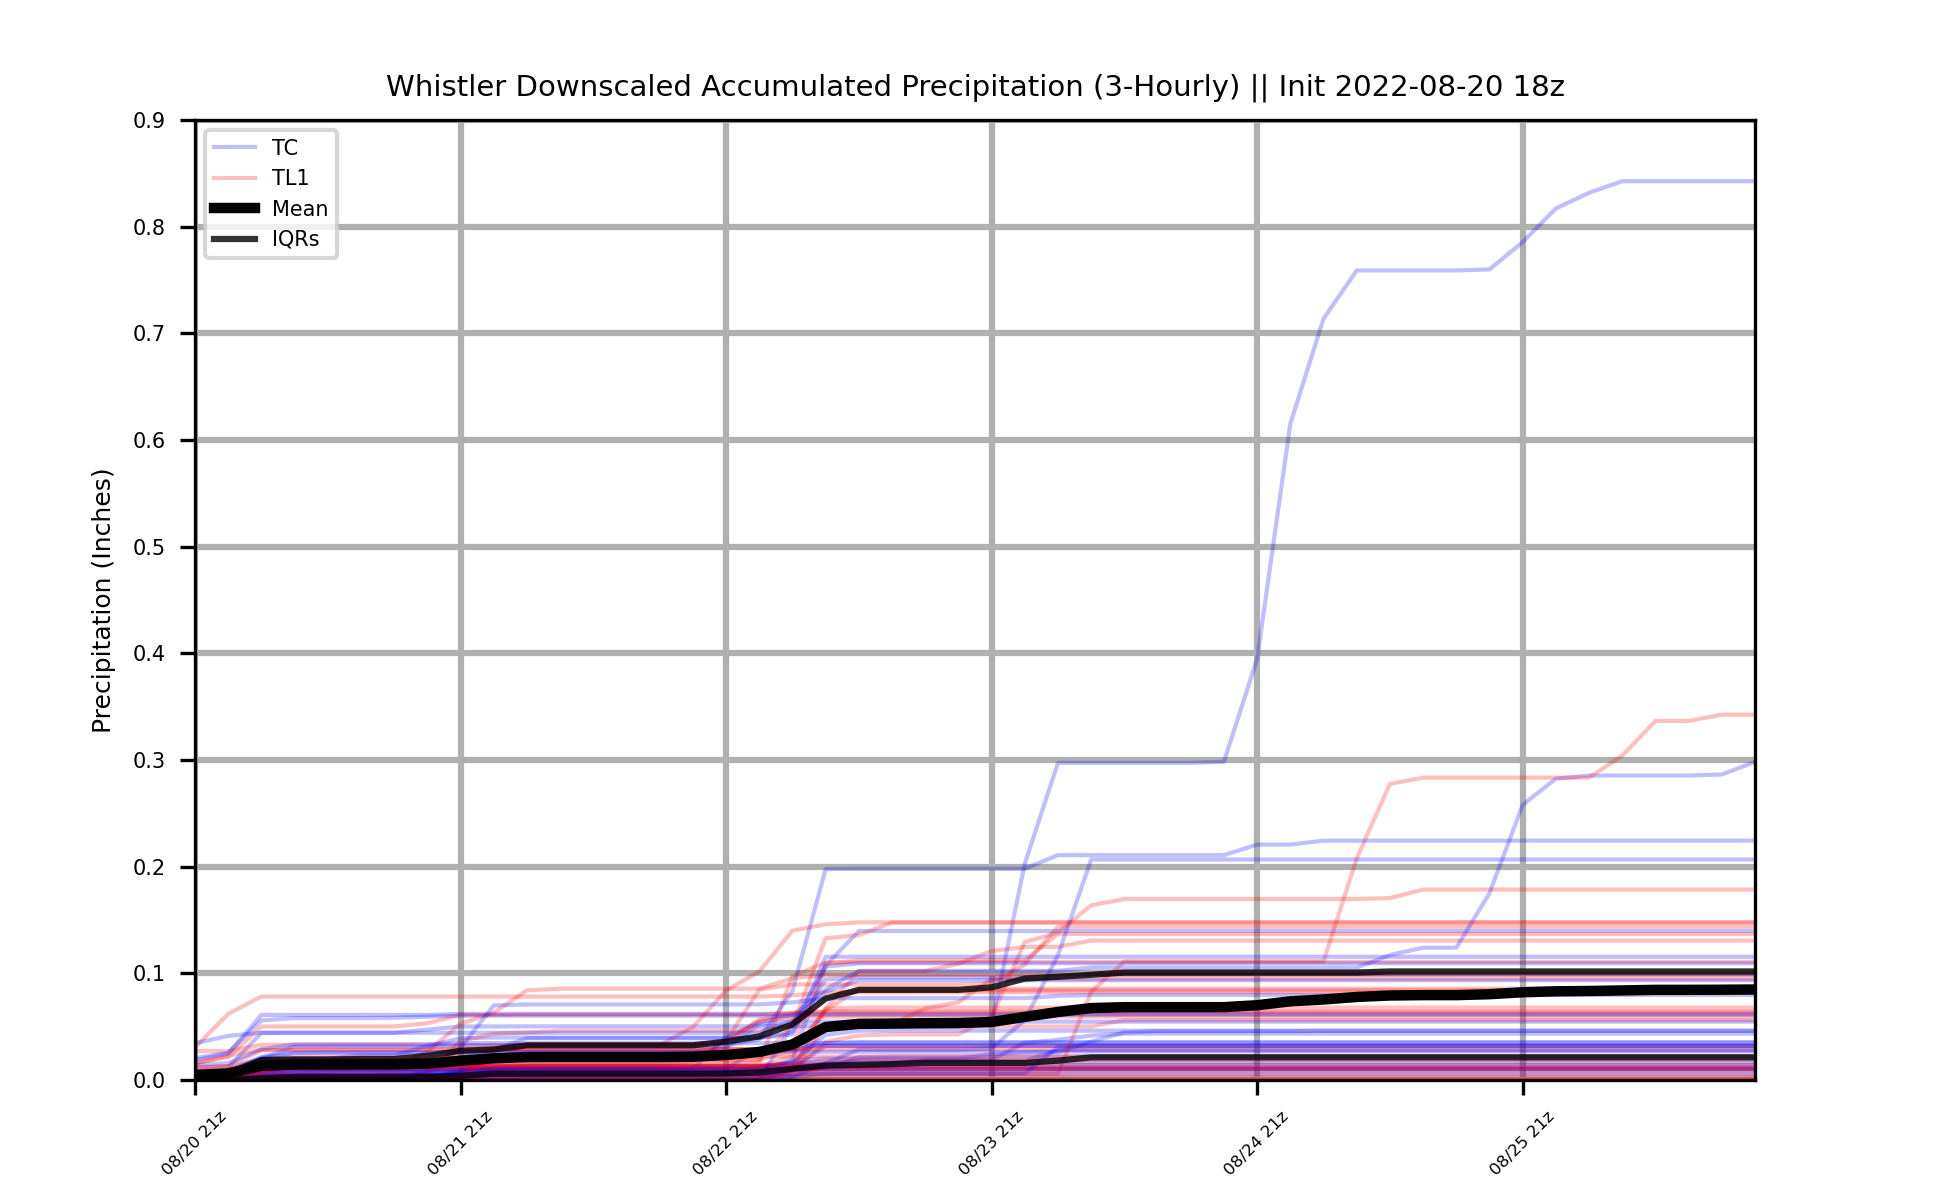 Whistler Downscaled Accumulated Precipitation (3-Hourly) || Init 2022-08-20 18z
TC
TL1
Mean
IQRs
Precipitation (Inches)
0.9
0.8
0.7
0.6
0.5
0.4
0.3
0.2
0.1
0.0
08/20 21z
08/21 21z
08/22 21z
08/23 21z
08/24 21z
08/25 21z